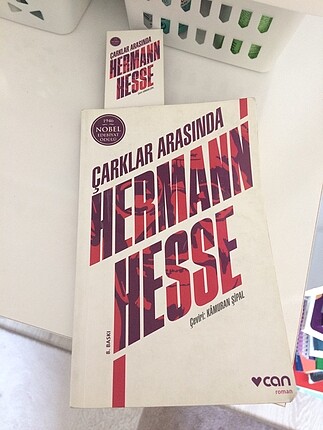 ÇARKLAR ARASINDA
HERMANN
HESSE
1946
NOBEL
EDEBİYAT
ÖDÜLÜ
ÇARKLAR ARASINDA
HERMANN
HESSE
Çeviri: KÂMURAN ŞİPAL
8. BASKI
can
roman